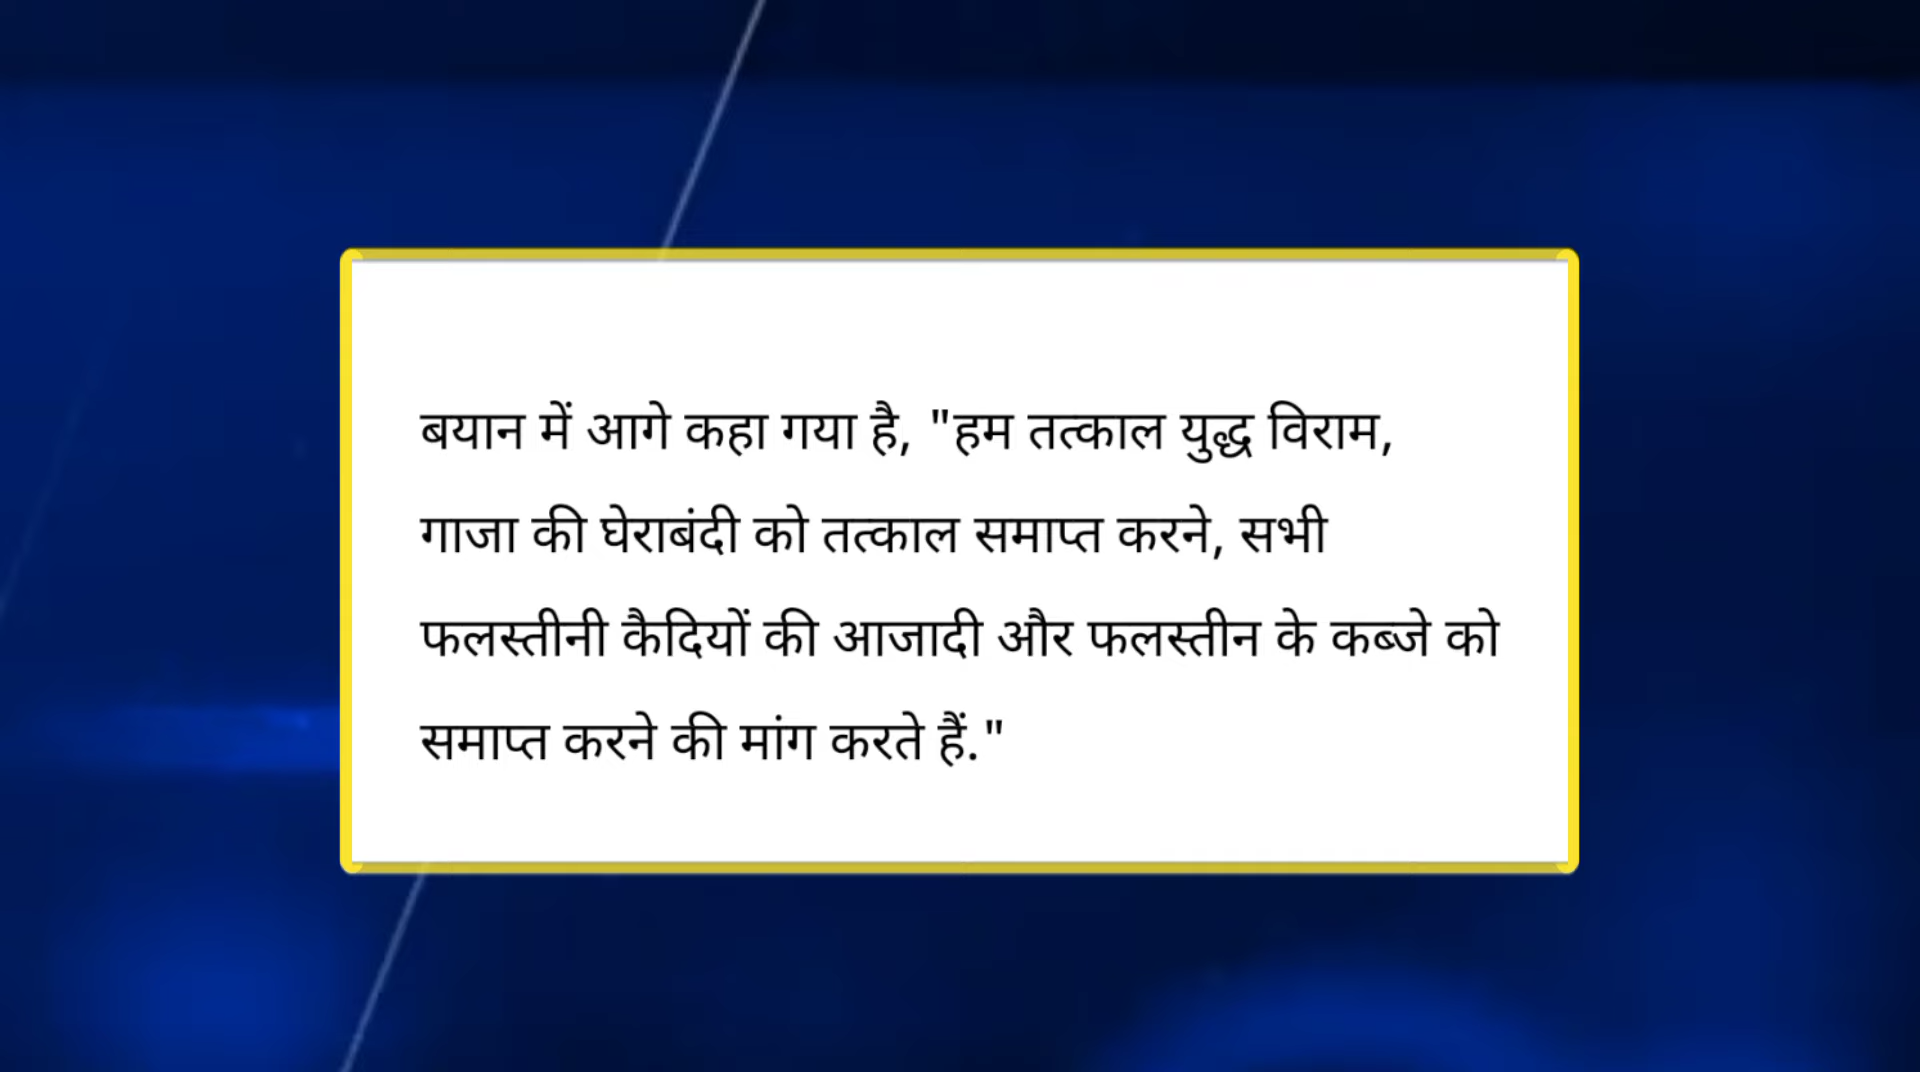 बयान में आगे कहा गया है, "हम तत्काल युद्ध विराम,
गाजा की घेराबंदी को तत्काल समाप्त करने, सभी
फलस्तीनी कैदियों की आजादी और फलस्तीन के कब्जे को
समाप्त करने की मांग करते हैं."